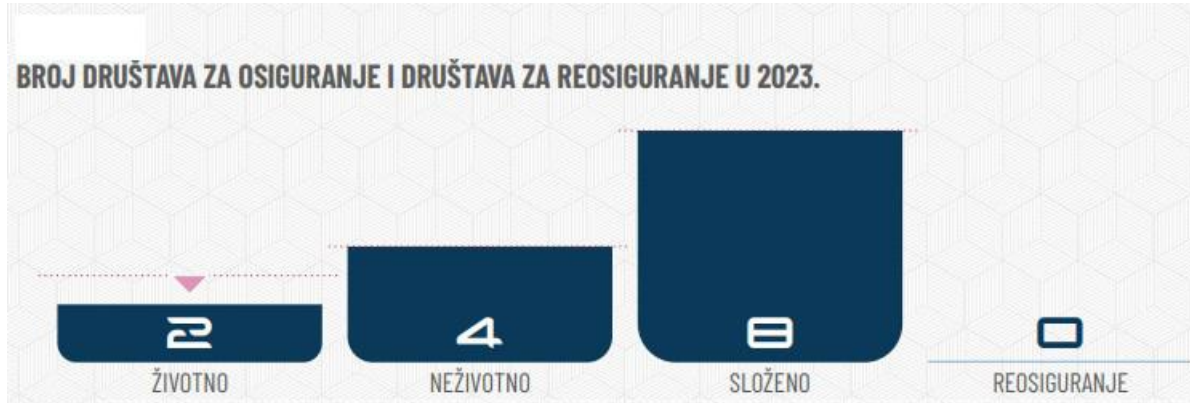 BROJ DRUŠTAVA ZA OSIGURANJE I DRUŠTAVA ZA REOSIGURANJE U 2023.
2 4 8 0
ŽIVOTNO NEŽIVOTNO SLOŽENO REOSIGURANJE